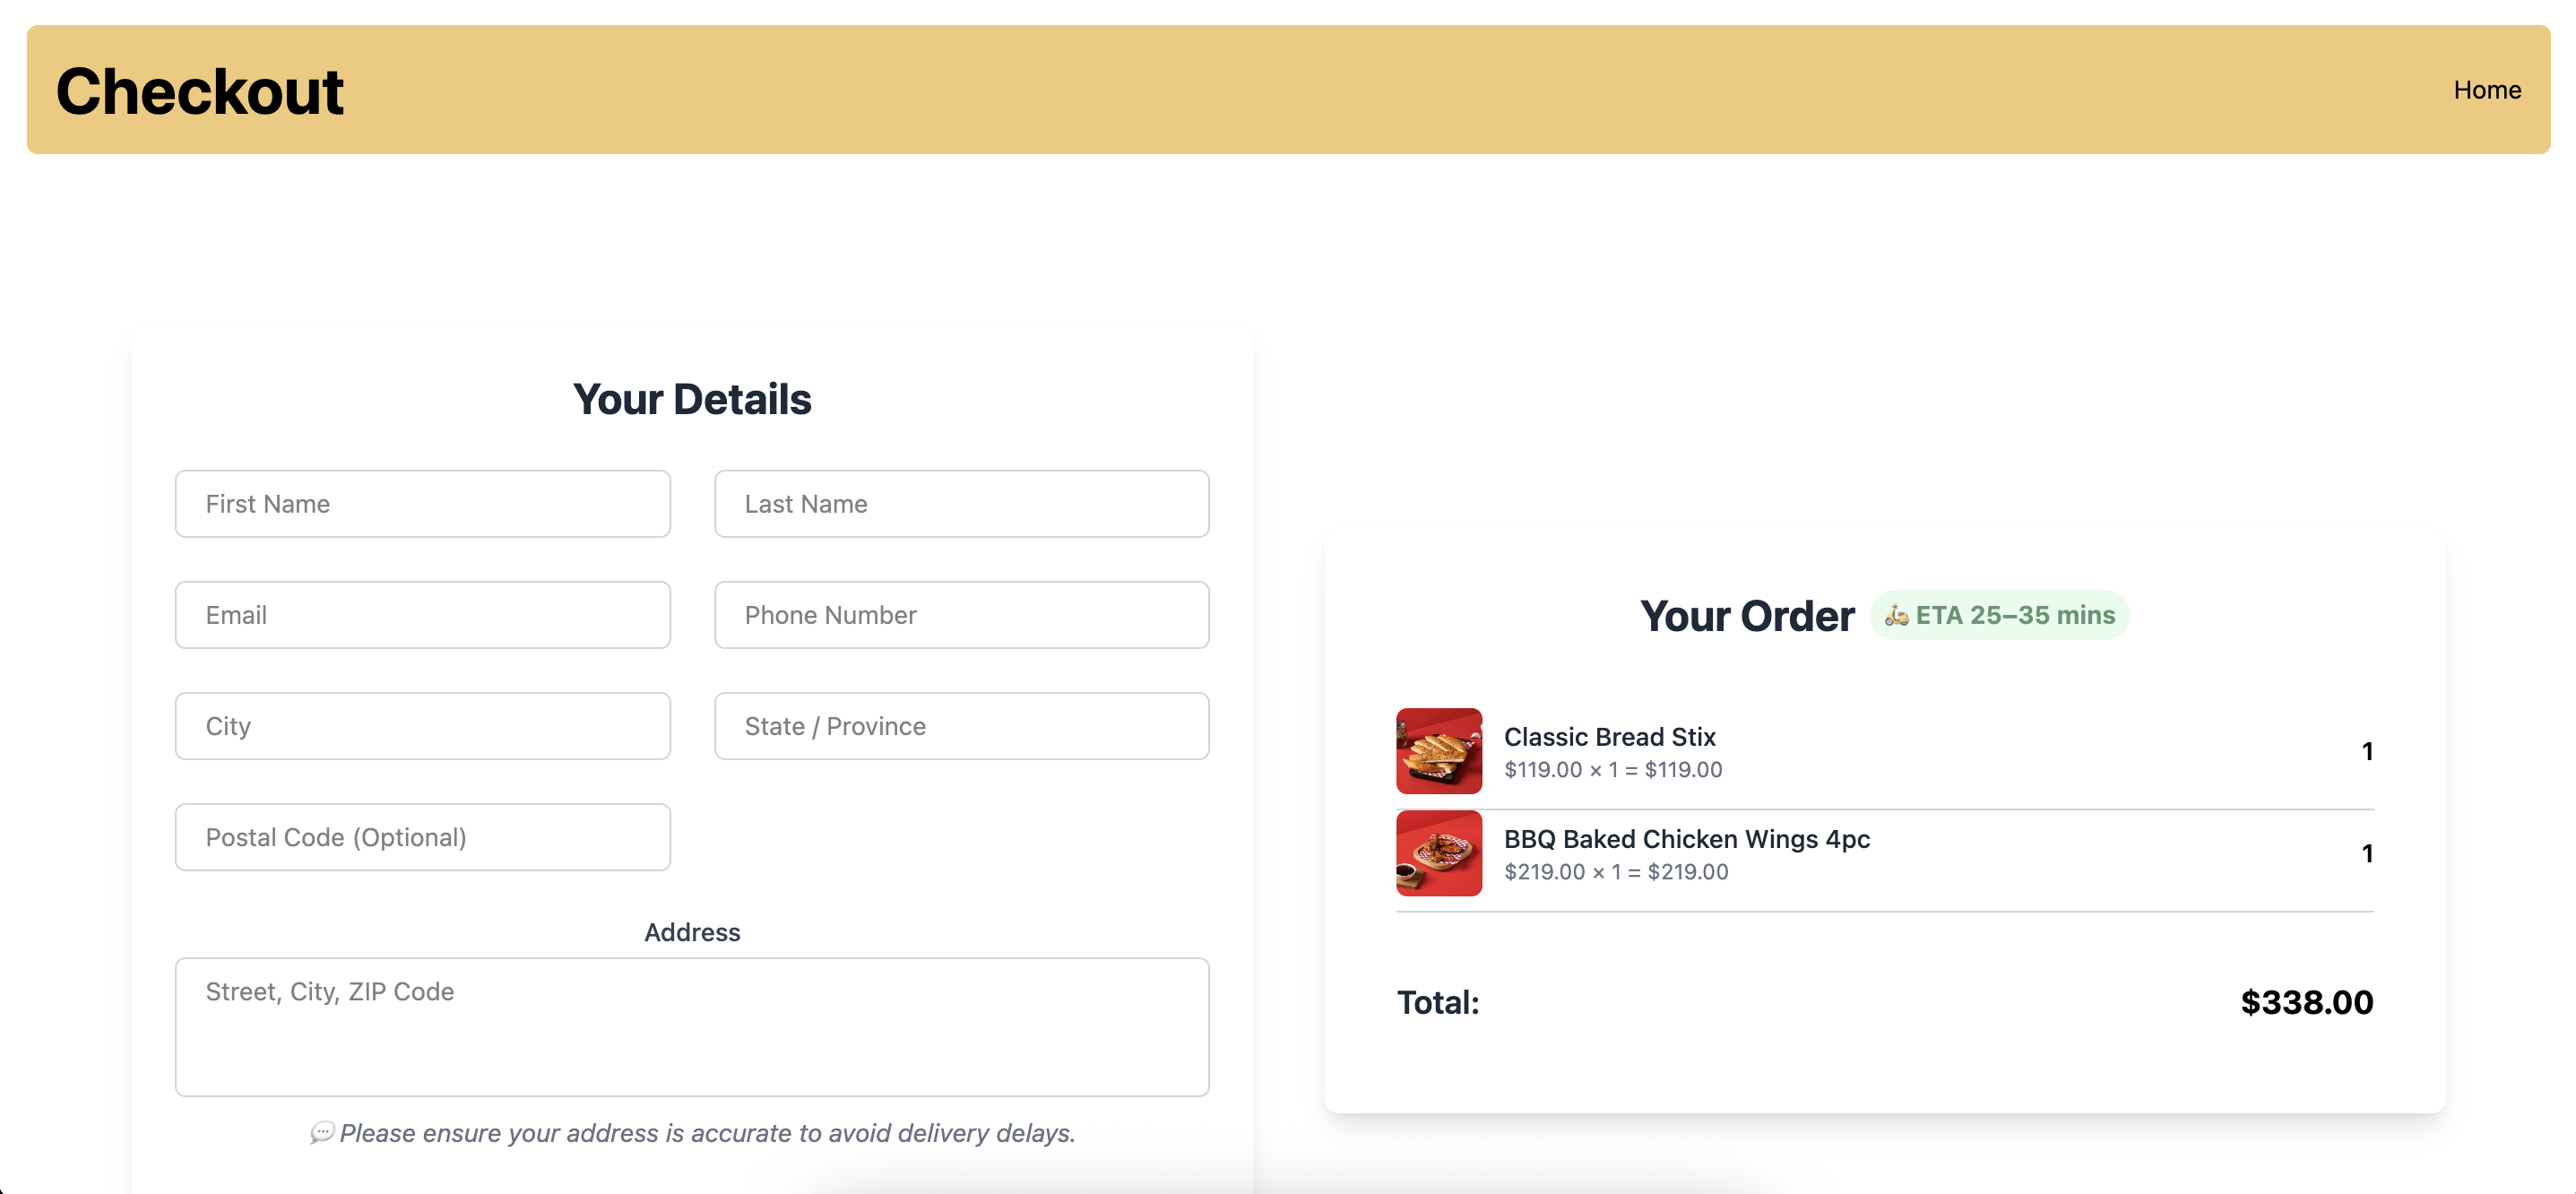 Checkout
Home
Your Details
First Name
Last Name
Email
Phone Number
City
State / Province
Postal Code (Optional)
Address
Street, City, ZIP Code
💬 Please ensure your address is accurate to avoid delivery delays.
Your Order
🛵 ETA 25–35 mins
Classic Bread Stix
$119.00 × 1 = $119.00
1
BBQ Baked Chicken Wings 4pc
$219.00 × 1 = $219.00
1
Total:
$338.00